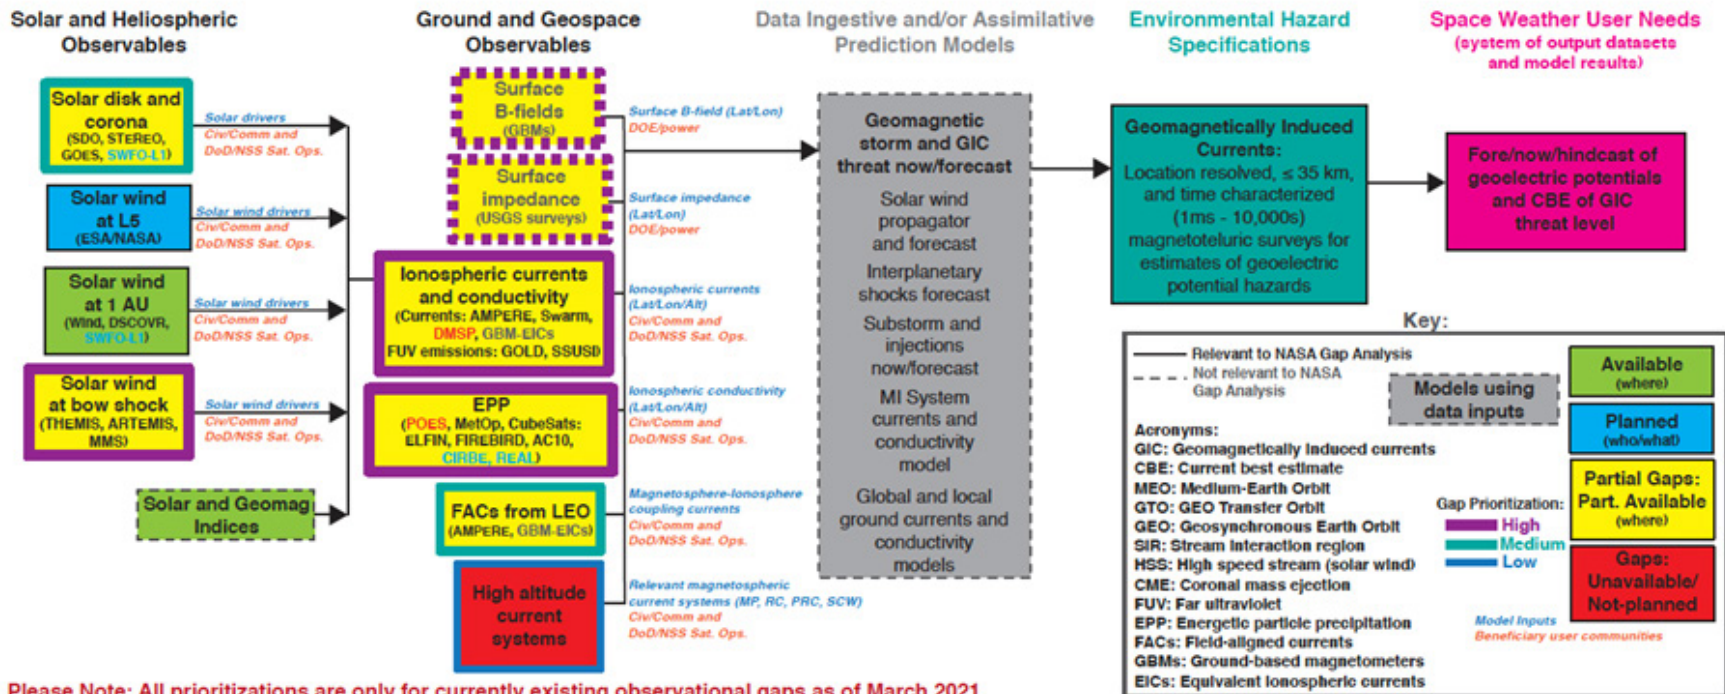 Solar and Heliospheric
Observables
Solar disk and
corona
(SDO, STEREO,
GOES, SWFO-L1)
Solar drivers
Civ/Comm and
DoD/NSS Sat. Ops.
Solar wind
at L5
(ESA/NASA)
Solar wind drivers
Civ/Comm and
DoD/NSS Sat. Ops.
Solar wind
at 1 AU
(Wind, DSCOVR,
SWFO-L1)
Solar wind drivers
Civ/Comm and
DoD/NSS Sat. Ops.
Solar wind
at bow shock
(THEMIS, ARTEMIS,
MMS)
Solar wind drivers
Civ/Comm and
DoD/NSS Sat. Ops.
Solar and Geomag
Indices
Ground and Geospace
Observables
Surface
B-fields
(GBMs)
Surface B-field (Lat/Lon)
DOE/power
Surface
impedance
(USGS surveys)
Surface impedance
(Lat/Lon)
DOE/power
Ionospheric currents
and conductivity
(Currents: AMPERE, Swarm,
DMSP, GBM-EICs
FUV emissions: GOLD, SSUSI)
Ionospheric currents
(Lat/Lon/Alt)
Civ/Comm and
DoD/NSS Sat. Ops.
EPP
(POES, MetOp, CubeSats:
ELFIN, FIREBIRD, AC10,
CIRBE, REAL)
Ionospheric conductivity
(Lat/Lon/Alt)
Civ/Comm and
DoD/NSS Sat. Ops.
FACs from LEO
(AMPERE, GBM-EICs)
Magnetosphere-Ionosphere
coupling currents
Civ/Comm and
DoD/NSS Sat. Ops.
High altitude
current
systems
Relevant magnetospheric
current systems (MP, RC, PRC, SCW)
Civ/Comm and
DoD/NSS Sat. Ops.
Data Ingestive and/or Assimilative
Prediction Models
Geomagnetic
storm and GIC
threat now/forecast
Solar wind
propagator
and forecast
Interplanetary
shocks forecast
Substorm and
injections
now/forecast
MI System
currents and
conductivity
model
Global and local
ground currents and
conductivity
models
Environmental Hazard
Specifications
Geomagnetically Induced
Currents:
Location resolved, ≤ 35 km,
and time characterized
(1ms - 10,000s)
magnetoteluric surveys for
estimates of geoelectric
potential hazards
Space Weather User Needs
(system of output datasets
and model results)
Fore/now/hindcast of
geoelectric potentials
and CBE of GIC
threat level
Key:
Relevant to NASA Gap Analysis
Not relevant to NASA
Gap Analysis
Models using
data inputs
Acronyms:
GIC: Geomagnetically Induced currents
CBE: Current best estimate
MEO: Medium-Earth Orbit
GTO: GEO Transfer Orbit
GEO: Geosynchronous Earth Orbit
SIR: Stream Interaction region
HSS: High speed stream (solar wind)
CME: Coronal mass ejection
FUV: Far ultraviolet
EPP: Energetic particle precipitation
FACs: Field-aligned currents
GBMs: Ground-based magnetometers
EICs: Equivalent Ionospheric currents
Gap Prioritization:
High
Medium
Low
Available
(where)
Planned
(who/what)
Partial Gaps:
Part. Available
(where)
Gaps:
Unavailable/
Not-planned
Model Inputs
Beneficiary user communities
Please Note: All prioritizations are only for currently existing observational gaps as of March 2021